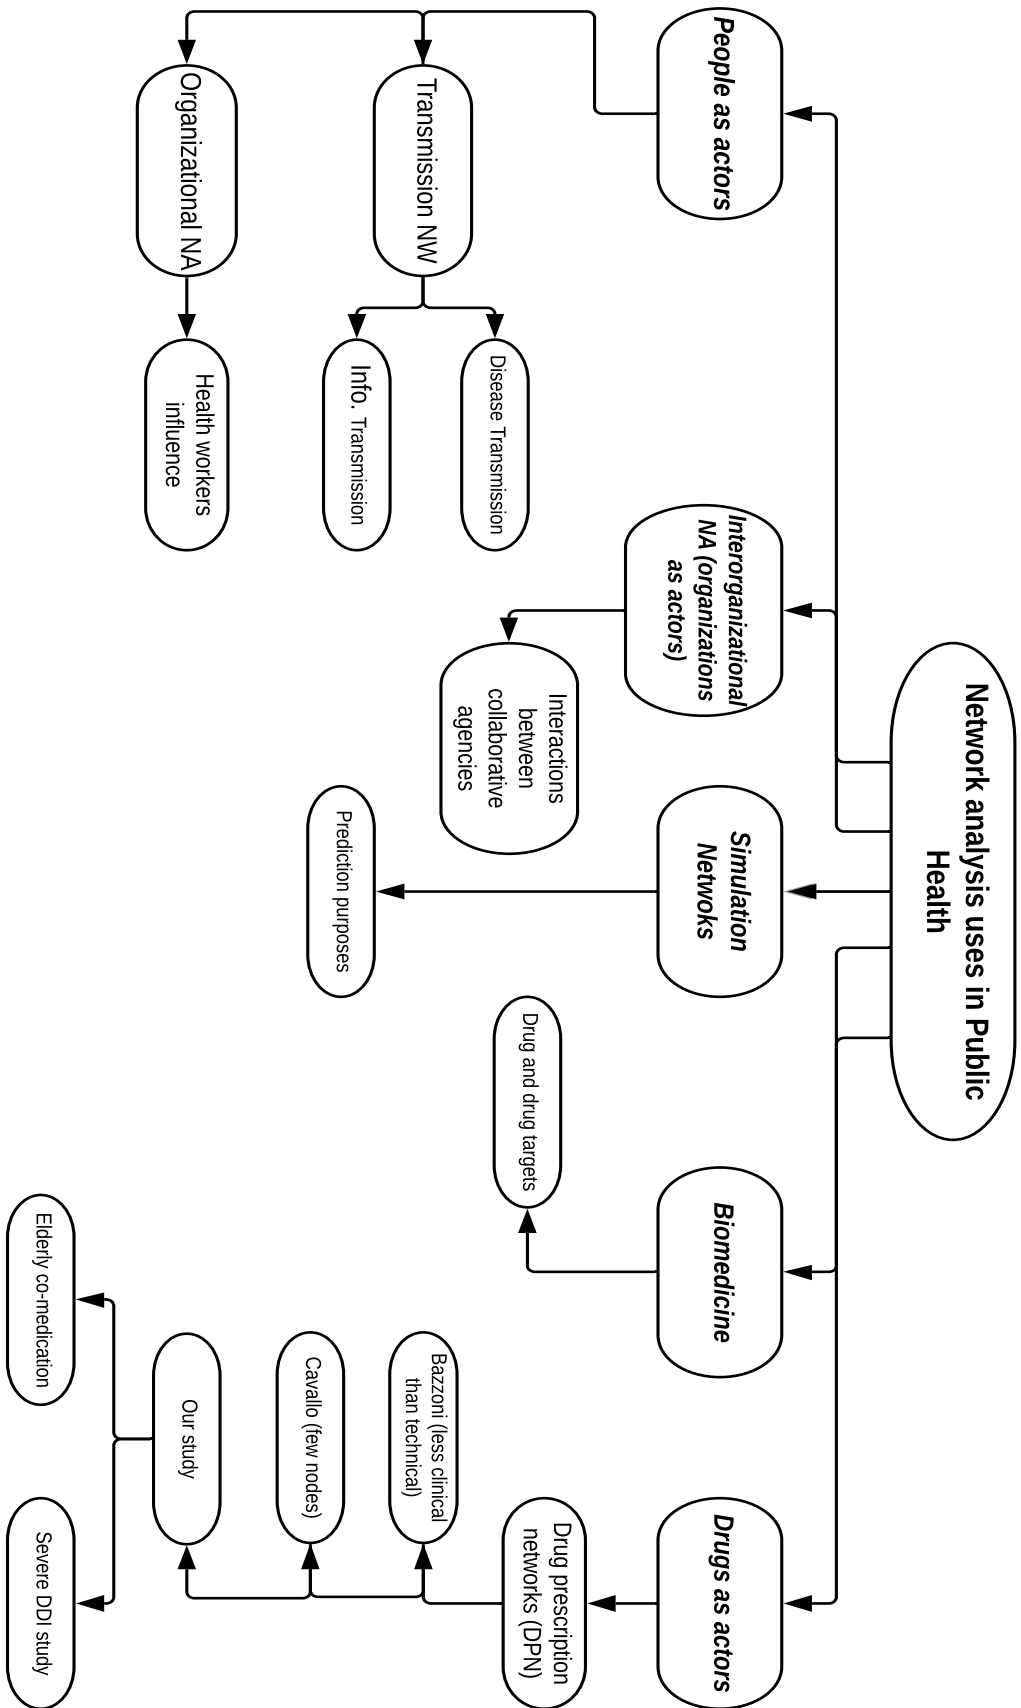 Network analysis uses in Public
Health
People as actors
Interorganizational
NA (organizations
as actors)
Simulation
Netwoks
Biomedicine
Drugs as actors
Transmission NW
Organizational NA
Disease Transmission
Info. Transmission
Health workers
influence
Interactions
between
collaborative
agencies
Prediction purposes
Drug and drug targets
Drug prescription
networks (DPN)
Bazzoni (less clinical
than technical)
Cavallo (few nodes)
Our study
Elderly co-medication
Severe DDI study